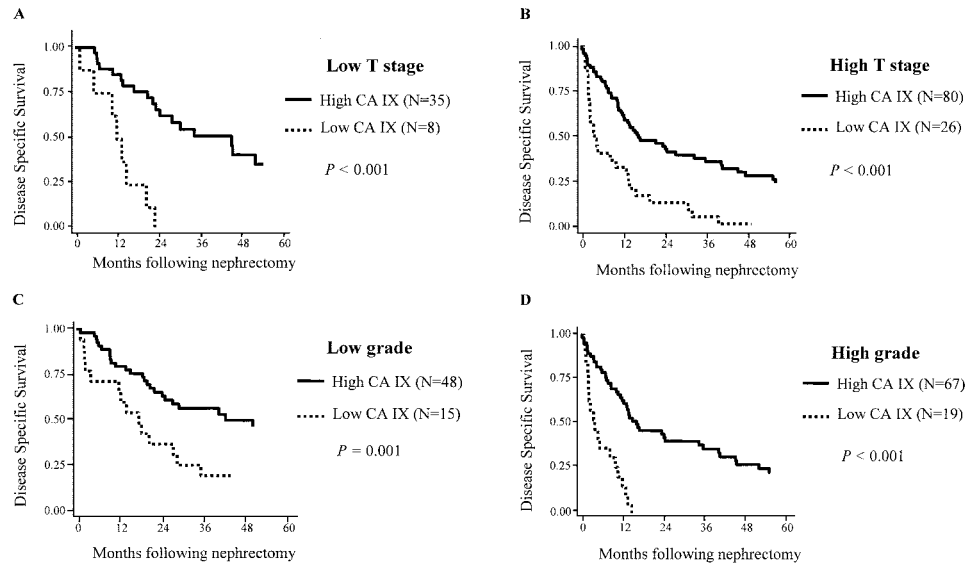 A
Disease Specific Survival
1.00
0.75
0.50
0.25
0.00
0 12 24 36 48 60
Months following nephrectomy
Low T stage
High CA IX (N=35)
Low CA IX (N=8)
P < 0.001
B
Disease Specific Survival
1.00
0.75
0.50
0.25
0.00
0 12 24 36 48 60
Months following nephrectomy
High T stage
High CA IX (N=80)
Low CA IX (N=26)
P < 0.001
C
Disease Specific Survival
1.00
0.75
0.50
0.25
0.00
0 12 24 36 48 60
Months following nephrectomy
Low grade
High CA IX (N=48)
Low CA IX (N=15)
P = 0.001
D
Disease Specific Survival
1.00
0.75
0.50
0.25
0.00
0 12 24 36 48 60
Months following nephrectomy
High grade
High CA IX (N=67)
Low CA IX (N=19)
P < 0.001